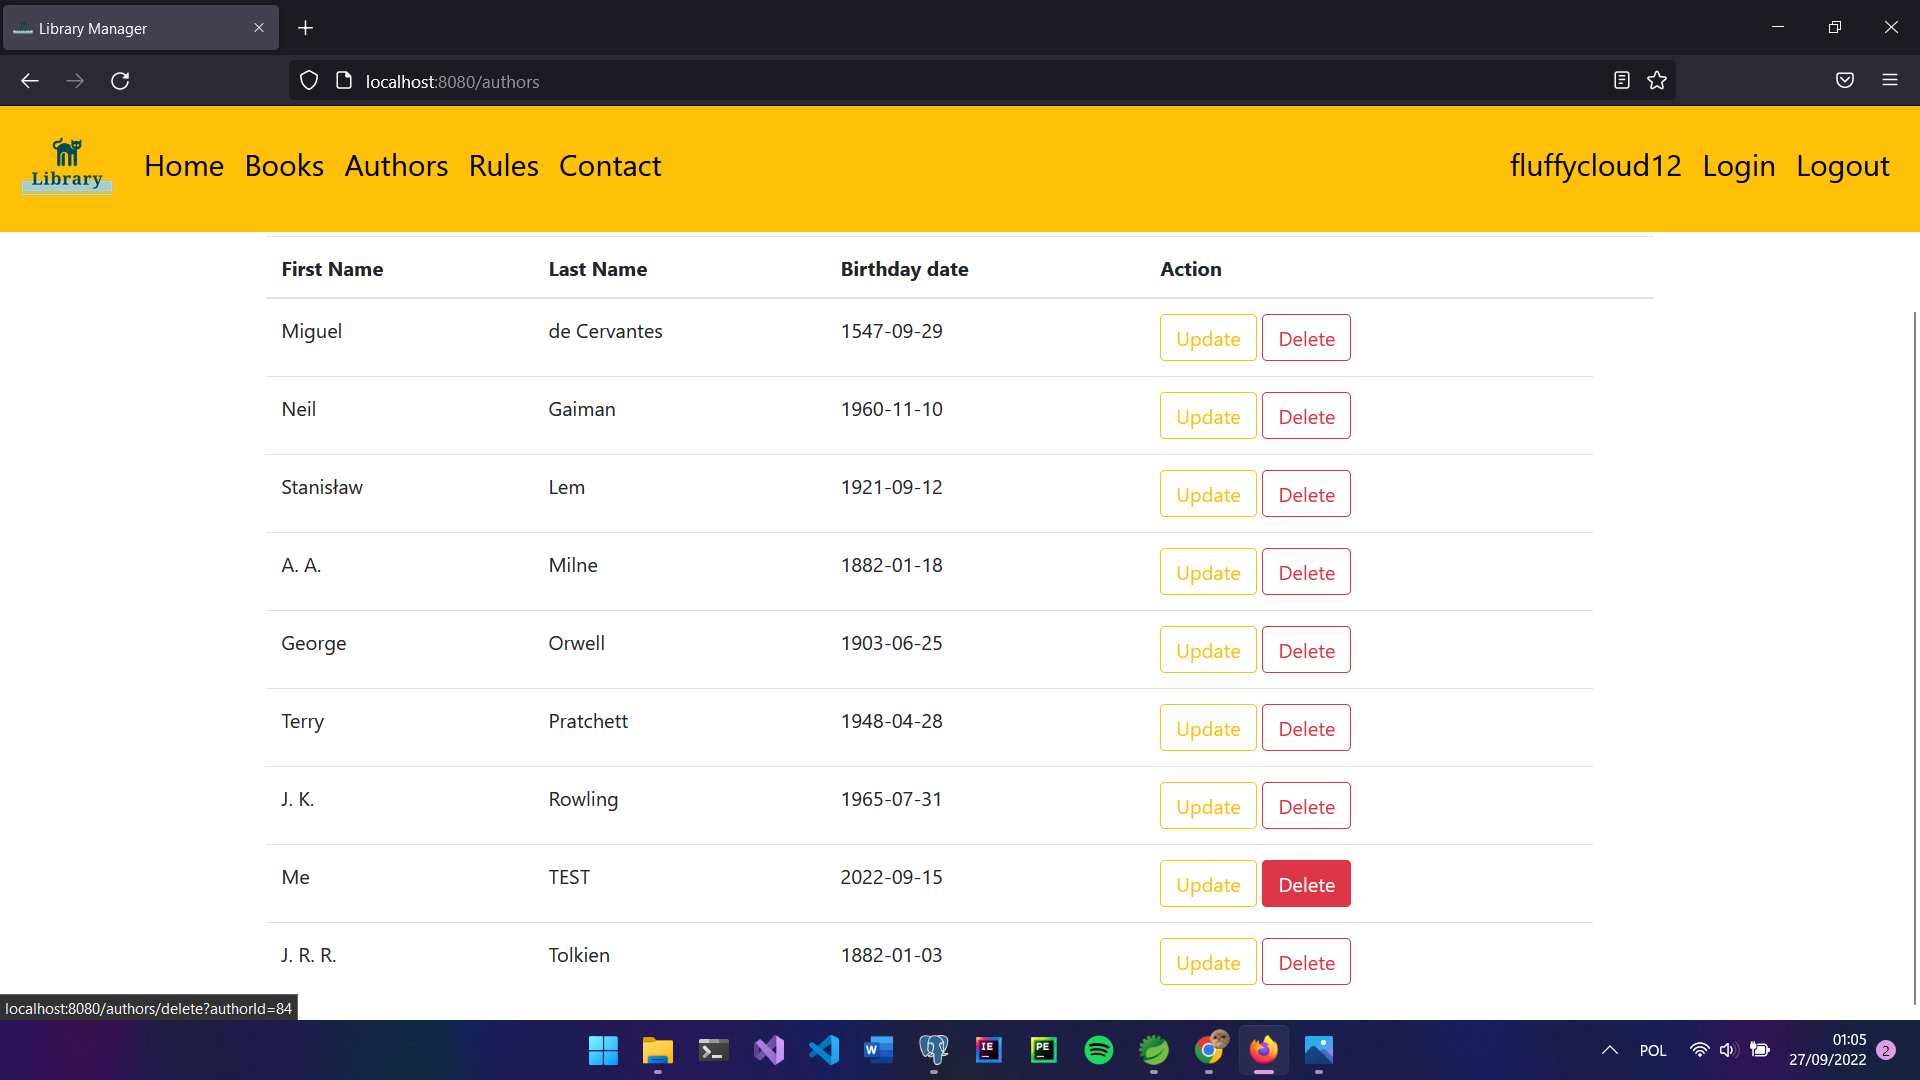 Library Manager
localhost:8080/authors
Library
Home Books Authors Rules Contact fluffycloud12 Login Logout
First Name Last Name Birthday date Action
Miguel de Cervantes 1547-09-29 Update Delete
Neil Gaiman 1960-11-10 Update Delete
Stanisław Lem 1921-09-12 Update Delete
A. A. Milne 1882-01-18 Update Delete
George Orwell 1903-06-25 Update Delete
Terry Pratchett 1948-04-28 Update Delete
J. K. Rowling 1965-07-31 Update Delete
Me TEST 2022-09-15 Update Delete
J. R. R. Tolkien 1882-01-03 Update Delete
localhost:8080/authors/delete?authorId=84
W IE PE POL 01:05
27/09/2022 2